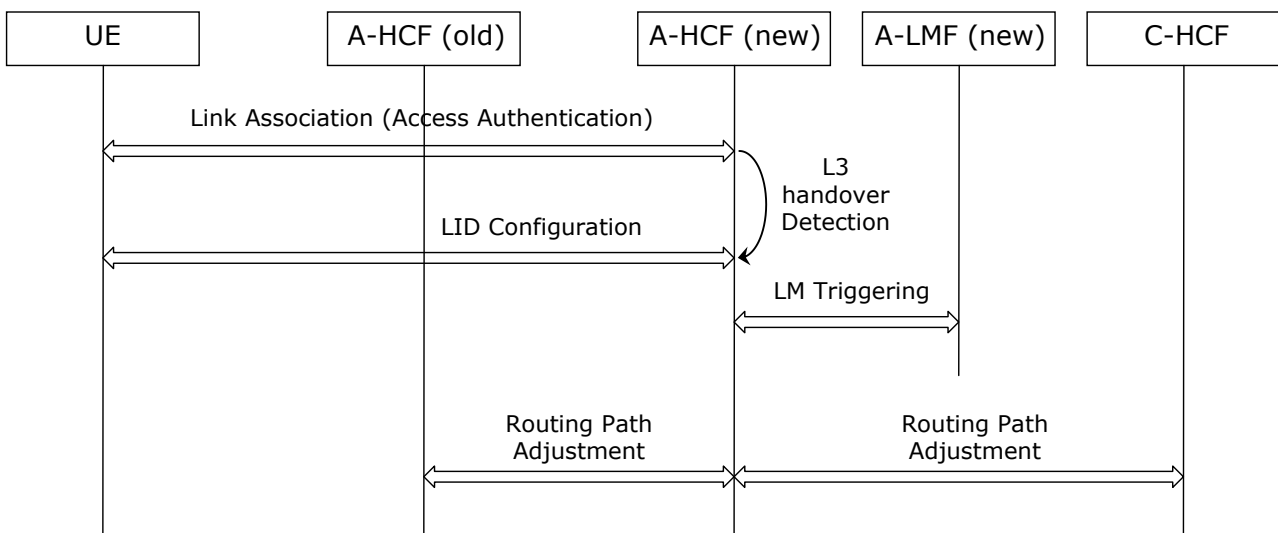 UE
A-HCF (old)
A-HCF (new)
A-LMF (new)
C-HCF
Link Association (Access Authentication)
L3
handover
Detection
LID Configuration
LM Triggering
Routing Path
Adjustment
Routing Path
Adjustment